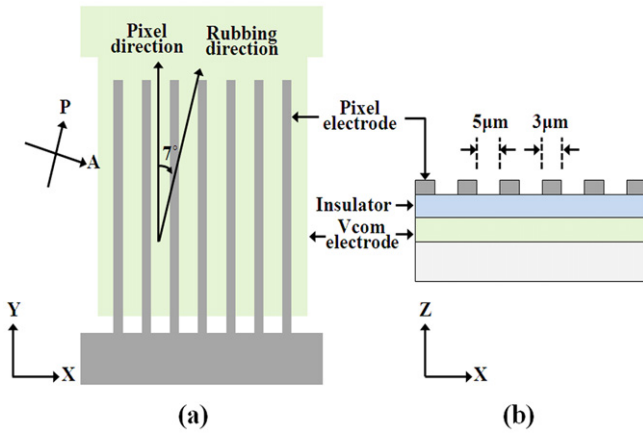 Pixel
direction
Rubbing
direction
P
A
7°
Pixel
electrode
5μm
3μm
Insulator
Vcom
electrode
Y
X
Z
X
(a)
(b)